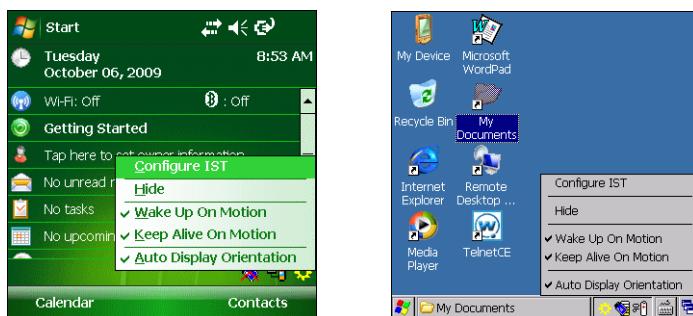 Start
Tuesday 8:53 AM
October 06, 2009
Wi-Fi: Off : Off
Getting Started
Tap here to set owner information
No unread
No tasks
No upcomin
Configure IST
Hide
Wake Up On Motion
Keep Alive On Motion
Auto Display Orientation
Calendar Contacts
My Device
Microsoft
WordPad
Recycle Bin
My
Documents
Internet
Explorer
Remote
Desktop ...
Media
Player
TelnetCE
Configure IST
Hide
Wake Up On Motion
Keep Alive On Motion
Auto Display Orientation
My Documents